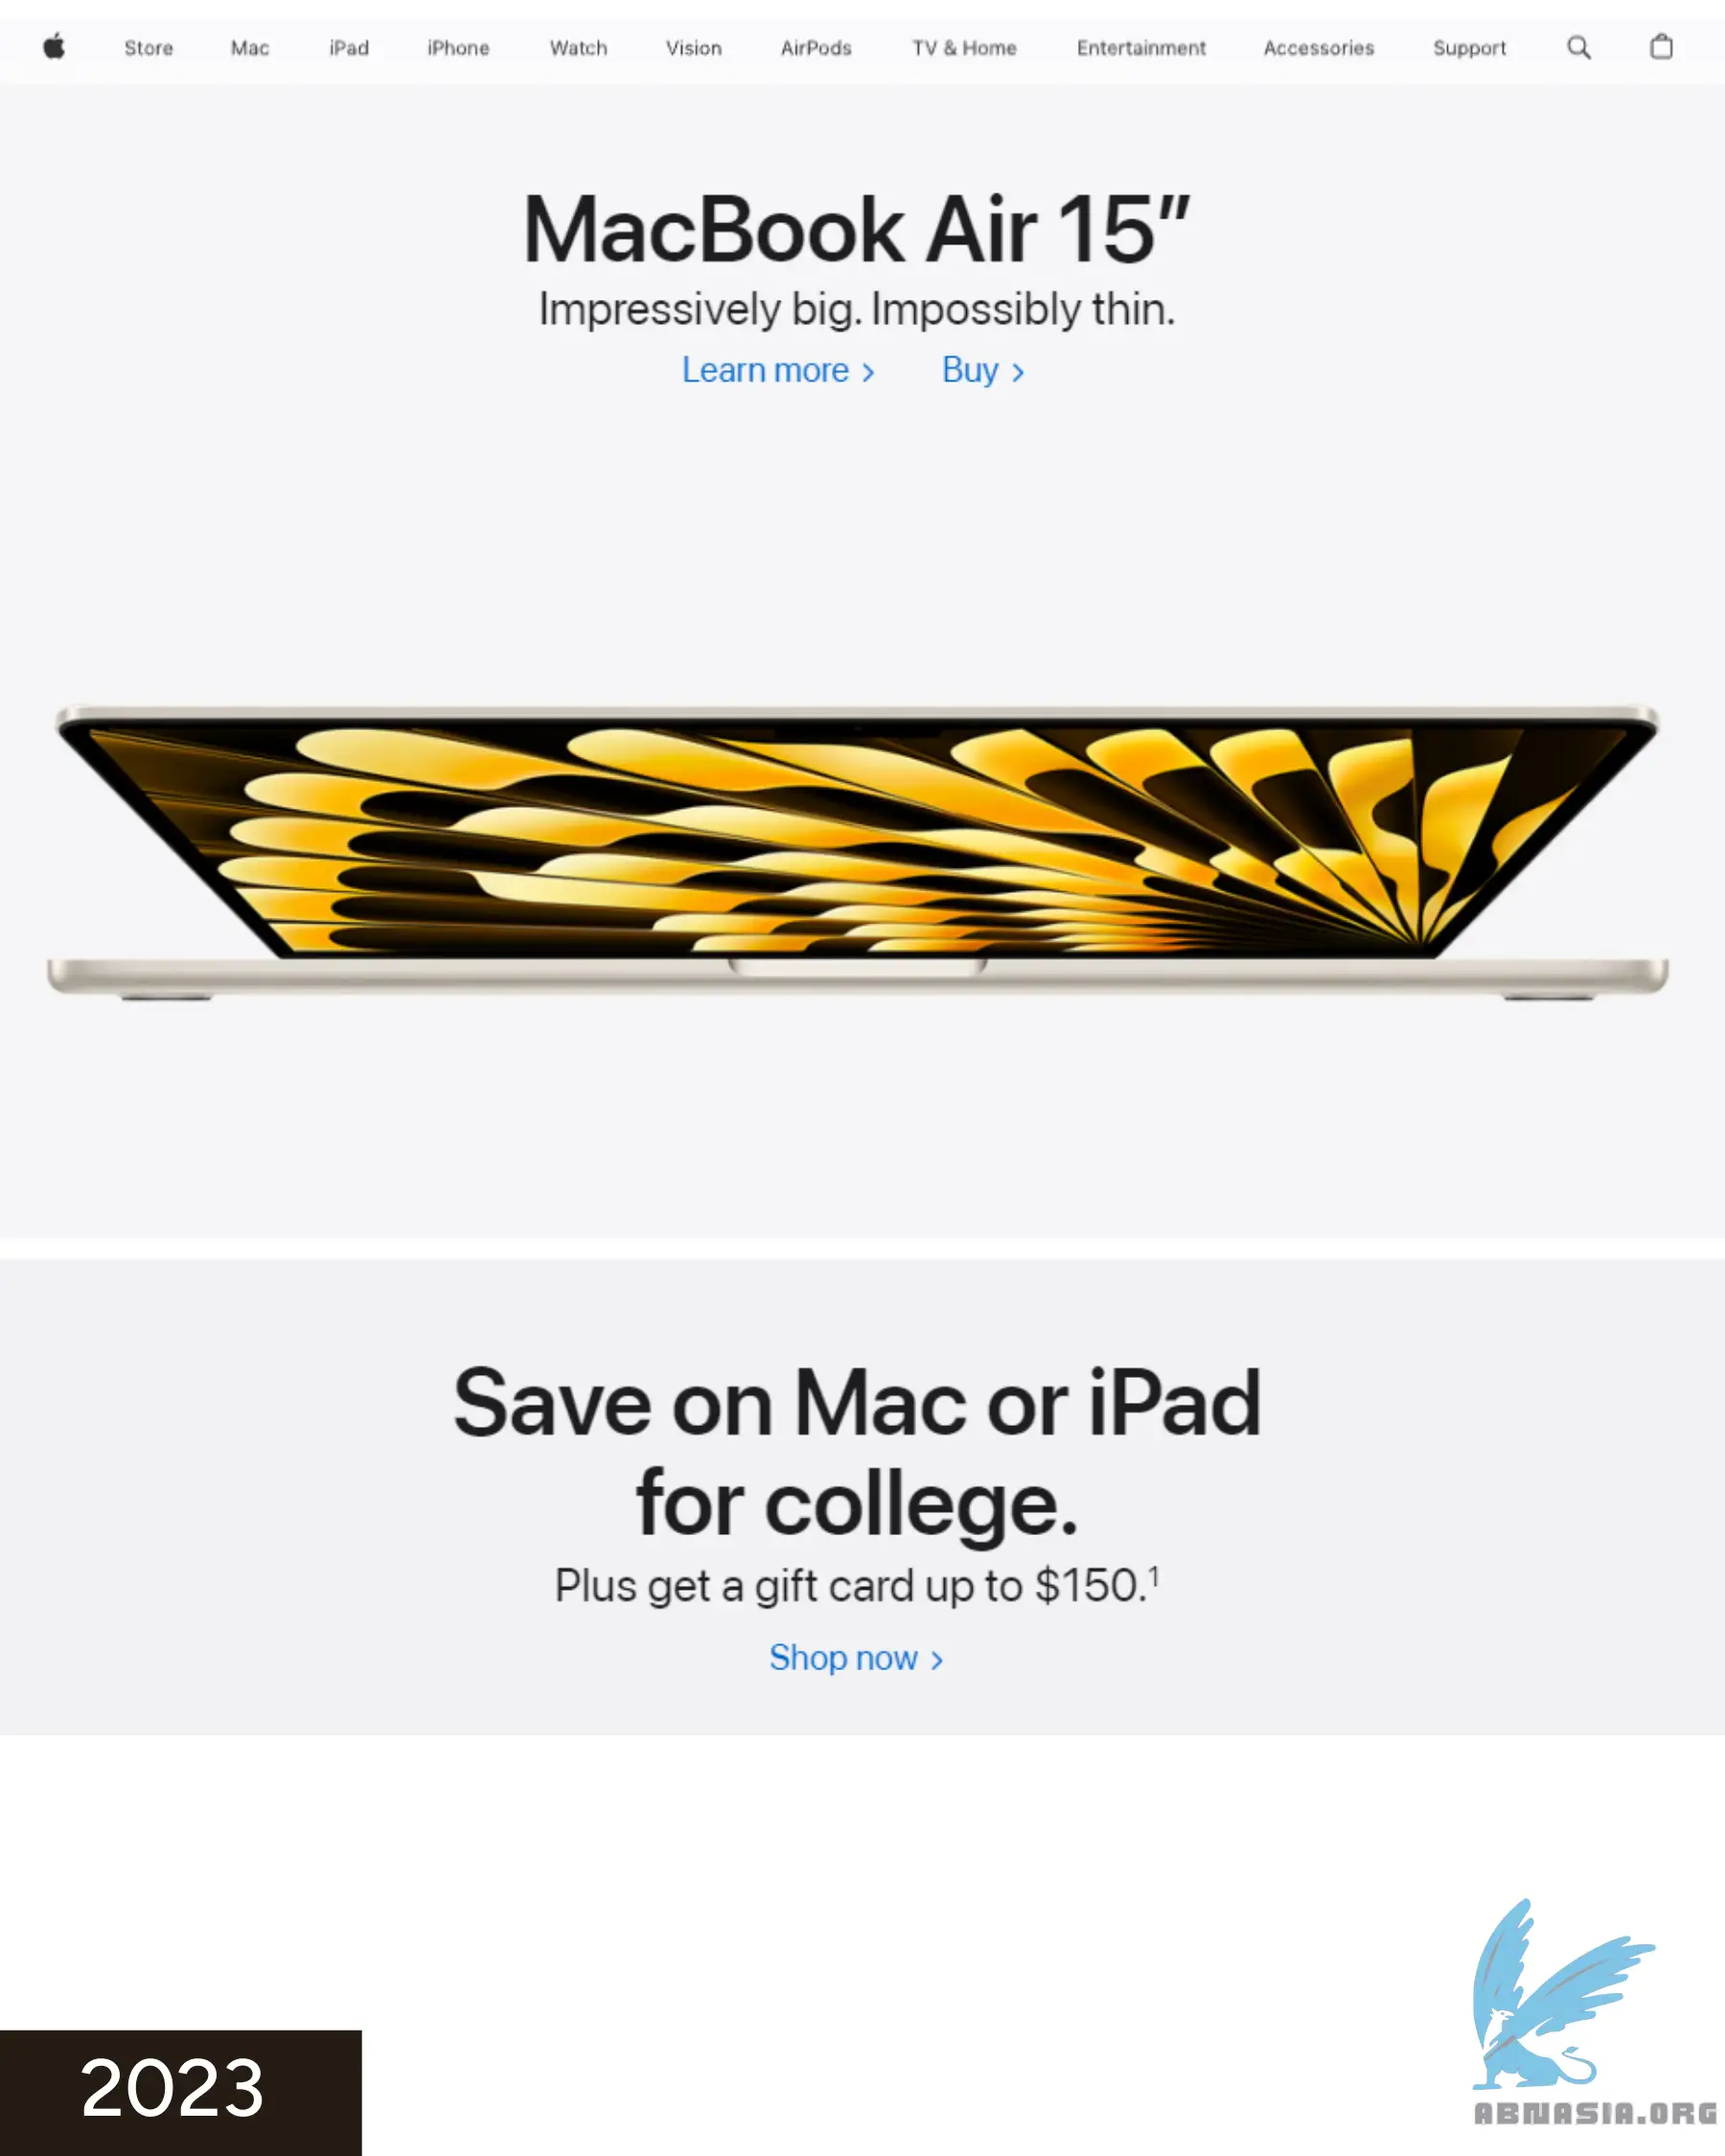 Store Mac iPad iPhone Watch Vision AirPods TV & Home Entertainment Accessories Support
MacBook Air 15″
Impressively big. Impossibly thin.
Learn more > Buy >
Save on Mac or iPad
for college.
Plus get a gift card up to $150.¹
Shop now >
2023
ABNASIA.ORG